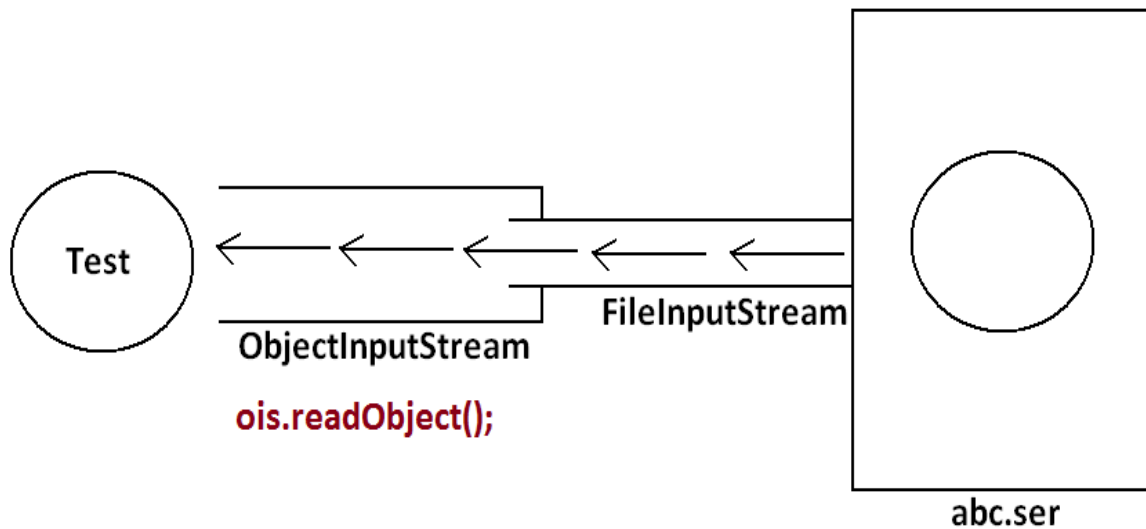 Test
FileInputStream
ObjectInputStream
ois.readObject();
abc.ser